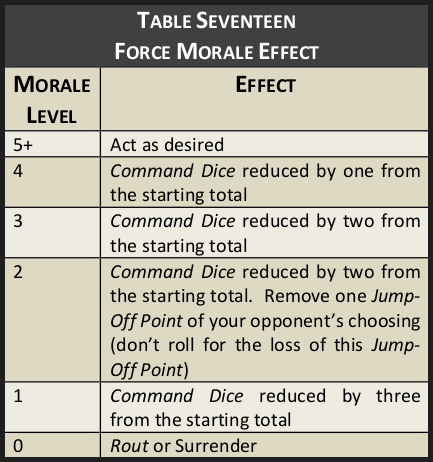 TABLE SEVENTEEN
FORCE MORALE EFFECT
MORALE
LEVEL
EFFECT
5+
Act as desired
4
Command Dice reduced by one from
the starting total
3
Command Dice reduced by two from
the starting total
2
Command Dice reduced by two from
the starting total. Remove one Jump-
Off Point of your opponent's choosing
(don't roll for the loss of this Jump-
Off Point)
1
Command Dice reduced by three
from the starting total
0
Rout or Surrender